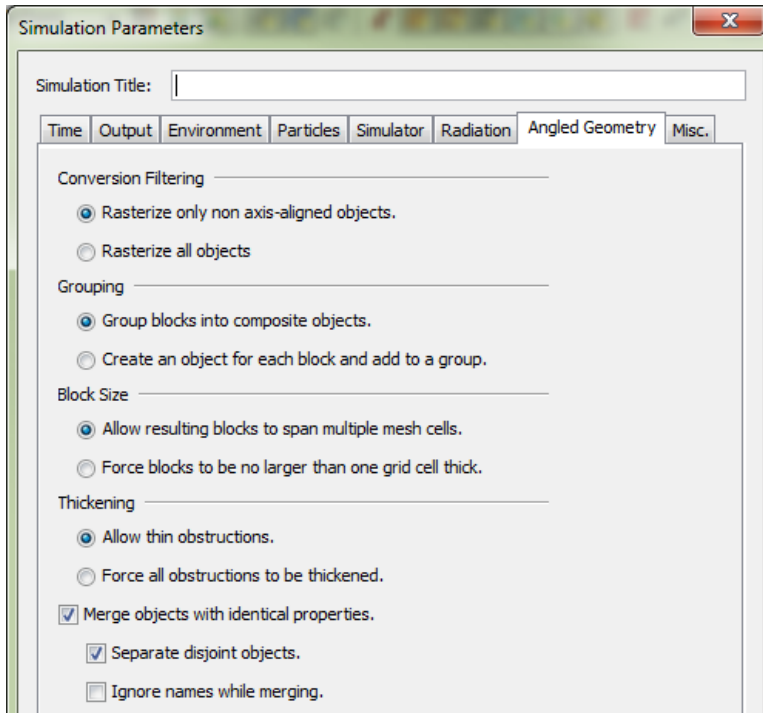 Simulation Parameters
X
Simulation Title:
Time Output Environment Particles Simulator Radiation Angled Geometry Misc.
Conversion Filtering
Rasterize only non axis-aligned objects.
Rasterize all objects
Grouping
Group blocks into composite objects.
Create an object for each block and add to a group.
Block Size
Allow resulting blocks to span multiple mesh cells.
Force blocks to be no larger than one grid cell thick.
Thickening
Allow thin obstructions.
Force all obstructions to be thickened.
Merge objects with identical properties.
Separate disjoint objects.
Ignore names while merging.